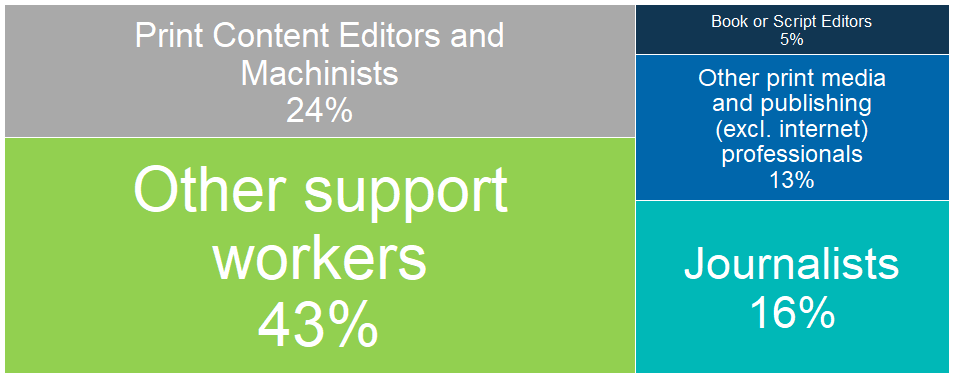 Print Content Editors and
Machinists
24%
Other support
workers
43%
Book or Script Editors
5%
Other print media
and publishing
(excl. internet)
professionals
13%
Journalists
16%